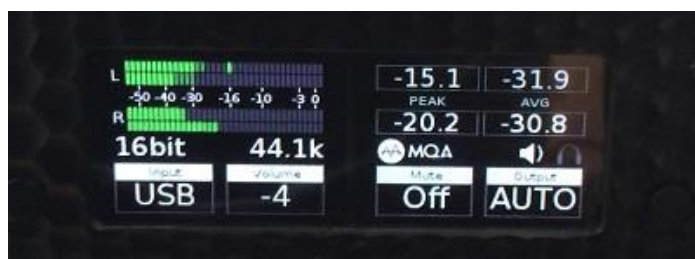 L
-50 -40 -30 -16 -10 -3 0
R
16bit 44.1k
Input Volume
USB -4
-15.1 -31.9
PEAK AVG
-20.2 -30.8
MQA
Mute Output
Off AUTO